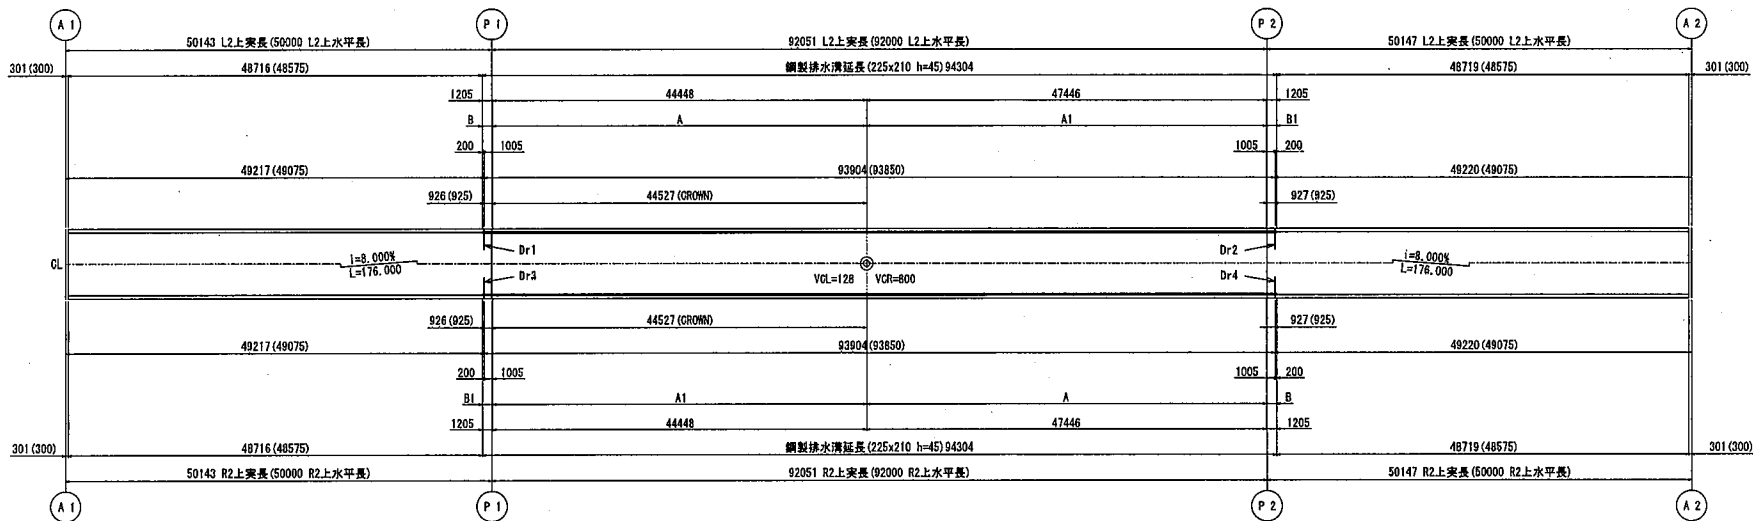 A1 P1 P2 A2
50143 L2上実長(50000 L2上水平長) 92051 L2上実長(92000 L2上水平長) 50147 L2上実長(50000 L2上水平長)
301(300) 48716(48575) 鋼製排水溝延長(225x210 h=45)94304 48719(48575) 301(300)
1205 44448 47446 1205
B A A1 B1
200 1005 1005 200
49217(49075) 93904(93850) 49220(49075)
926(925) 44527(CROWN) 927(925)
Dr1 Dr2
CL i=8.000% i=8.000%
L=176.000 L=176.000
Dr3 Dr4
VCL=128 VCR=800
926(925) 44527(CROWN) 927(925)
49217(49075) 93904(93850) 49220(49075)
200 1005 1005 200
B1 A1 A B
1205 44448 47446 1205
301(300) 48716(48575) 鋼製排水溝延長(225x210 h=45)94304 48719(48575) 301(300)
50143 R2上実長(50000 R2上水平長) 92051 R2上実長(92000 R2上水平長) 50147 R2上実長(50000 R2上水平長)
A1 P1 P2 A2